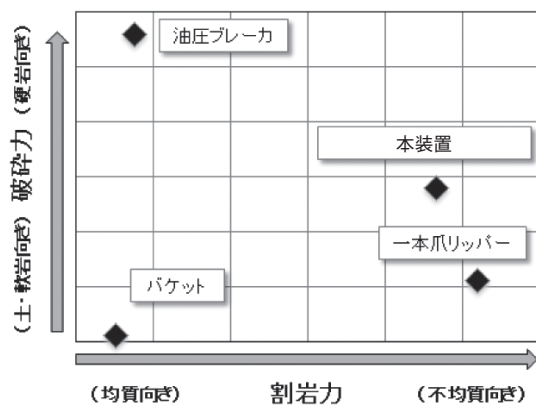 油圧ブレーカ
本装置
一本爪リッパー
バケット
(土・軟岩向き) 破砕力 (硬岩向き)
(均質向き) 割岩力 (不均質向き)